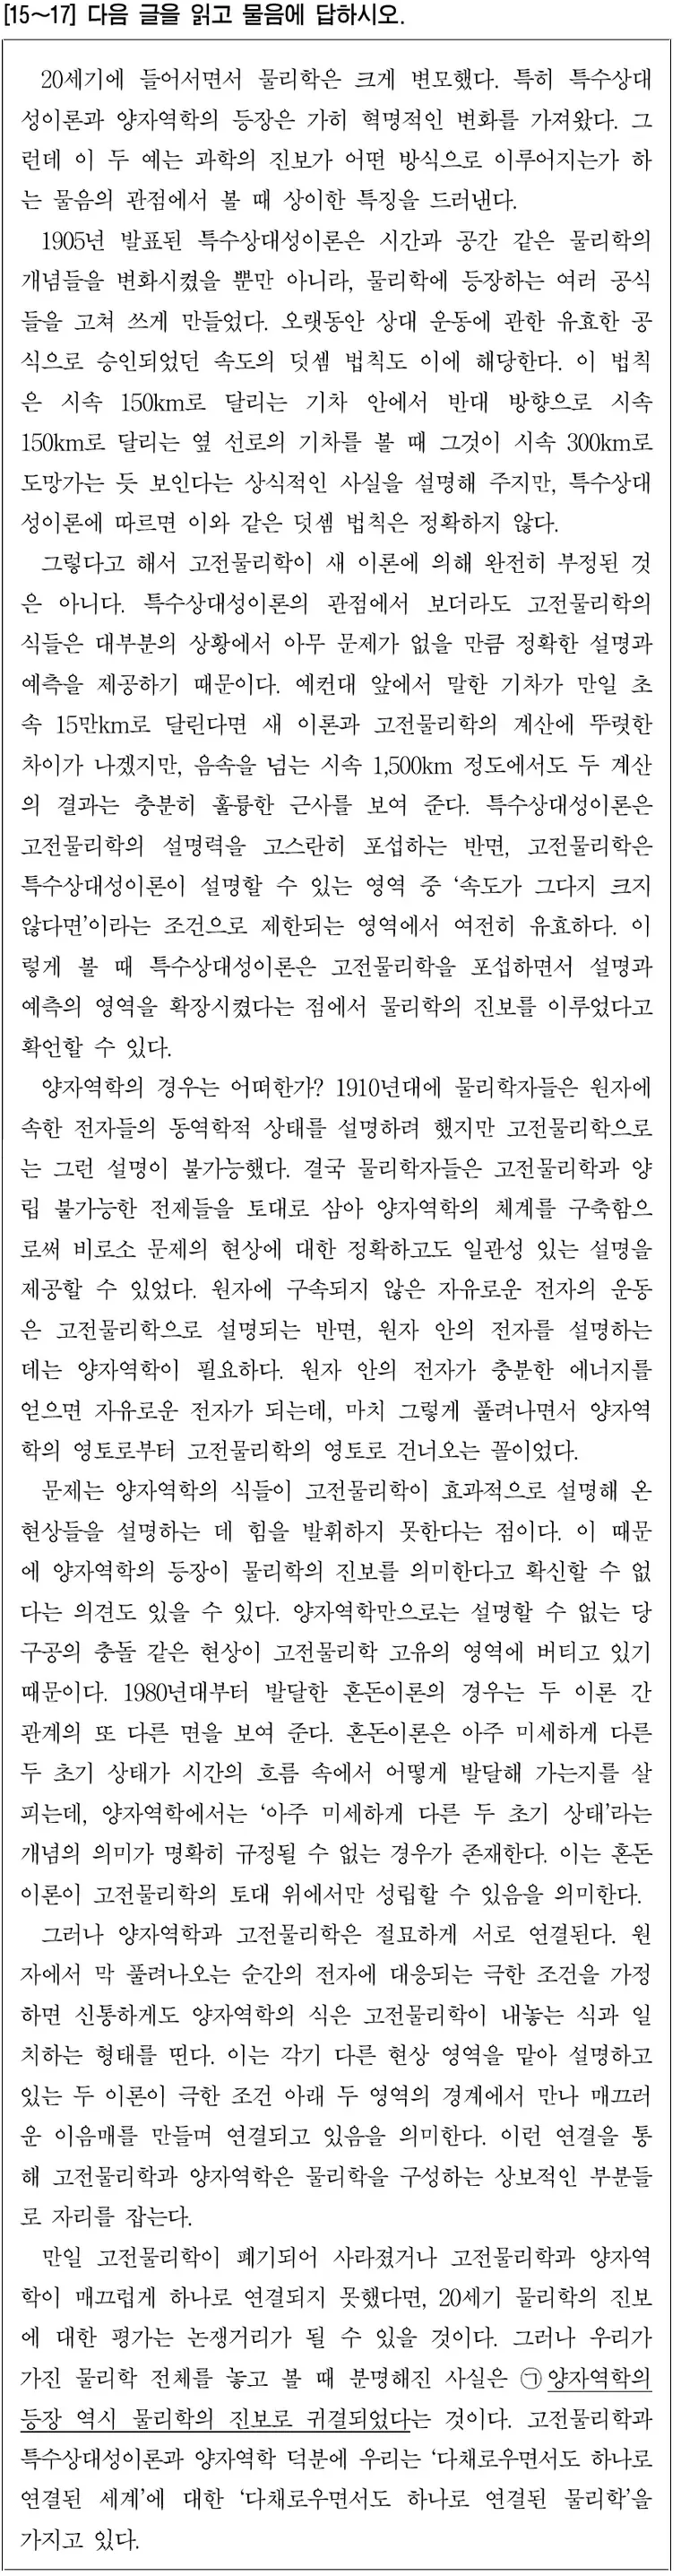 [15~17] 다음 글을 읽고 물음에 답하시오.
20세기에 들어서면서 물리학은 크게 변모했다. 특히 특수상대
성이론과 양자역학의 등장은 가히 혁명적인 변화를 가져왔다. 그
런데 이 두 예는 과학의 진보가 어떤 방식으로 이루어지는가 하
는 물음의 관점에서 볼 때 상이한 특징을 드러낸다.
1905년 발표된 특수상대성이론은 시간과 공간 같은 물리학의
개념들을 변화시켰을 뿐만 아니라, 물리학에 등장하는 여러 공식
들을 고쳐 쓰게 만들었다. 오랫동안 상대 운동에 관한 유효한 공
식으로 승인되었던 속도의 덧셈 법칙도 이에 해당한다. 이 법칙
은 시속 150km로 달리는 기차 안에서 반대 방향으로 시속
150km로 달리는 옆 선로의 기차를 볼 때 그것이 시속 300km로
도망가는 듯 보인다는 상식적인 사실을 설명해 주지만, 특수상대
성이론에 따르면 이와 같은 덧셈 법칙은 정확하지 않다.
그렇다고 해서 고전물리학이 새 이론에 의해 완전히 부정된 것
은 아니다. 특수상대성이론의 관점에서 보더라도 고전물리학의
식들은 대부분의 상황에서 아무 문제가 없을 만큼 정확한 설명과
예측을 제공하기 때문이다. 예컨대 앞에서 말한 기차가 만일 초
속 15만km로 달린다면 새 이론과 고전물리학의 계산에 뚜렷한
차이가 나겠지만, 음속을 넘는 시속 1,500km 정도에서도 두 계산
의 결과는 충분히 훌륭한 근사를 보여 준다. 특수상대성이론은
고전물리학의 설명력을 고스란히 포섭하는 반면, 고전물리학은
특수상대성이론이 설명할 수 있는 영역 중 ‘속도가 그다지 크지
않다면’이라는 조건으로 제한되는 영역에서 여전히 유효하다. 이
렇게 볼 때 특수상대성이론은 고전물리학을 포섭하면서 설명과
예측의 영역을 확장시켰다는 점에서 물리학의 진보를 이루었다고
확언할 수 있다.
양자역학의 경우는 어떠한가? 1910년대에 물리학자들은 원자에
속한 전자들의 동역학적 상태를 설명하려 했지만 고전물리학으로
는 그런 설명이 불가능했다. 결국 물리학자들은 고전물리학과 양
립 불가능한 전제들을 토대로 삼아 양자역학의 체계를 구축함으
로써 비로소 문제의 현상에 대한 정확하고도 일관성 있는 설명을
제공할 수 있었다. 원자에 구속되지 않은 자유로운 전자의 운동
은 고전물리학으로 설명되는 반면, 원자 안의 전자를 설명하는
데는 양자역학이 필요하다. 원자 안의 전자가 충분한 에너지를
얻으면 자유로운 전자가 되는데, 마치 그렇게 풀려나면서 양자역
학의 영토로부터 고전물리학의 영토로 건너오는 꼴이었다.
문제는 양자역학의 식들이 고전물리학이 효과적으로 설명해 온
현상들을 설명하는 데 힘을 발휘하지 못한다는 점이다. 이 때문
에 양자역학의 등장이 물리학의 진보를 의미한다고 확신할 수 없
다는 의견도 있을 수 있다. 양자역학만으로는 설명할 수 없는 당
구공의 충돌 같은 현상이 고전물리학 고유의 영역에 버티고 있기
때문이다. 1980년대부터 발달한 혼돈이론의 경우는 두 이론 간
관계의 또 다른 면을 보여 준다. 혼돈이론은 아주 미세하게 다른
두 초기 상태가 시간의 흐름 속에서 어떻게 발달해 가는지를 살
피는데, 양자역학에서는 ‘아주 미세하게 다른 두 초기 상태’라는
개념의 의미가 명확히 규정될 수 없는 경우가 존재한다. 이는 혼돈
이론이 고전물리학의 토대 위에서만 성립할 수 있음을 의미한다.
그러나 양자역학과 고전물리학은 절묘하게 서로 연결된다. 원
자에서 막 풀려나오는 순간의 전자에 대응되는 극한 조건을 가정
하면 신통하게도 양자역학의 식은 고전물리학이 내놓는 식과 일
치하는 형태를 띤다. 이는 각기 다른 현상 영역을 맡아 설명하고
있는 두 이론이 극한 조건 아래 두 영역의 경계에서 만나 매끄러
운 이음매를 만들며 연결되고 있음을 의미한다. 이런 연결을 통
해 고전물리학과 양자역학은 물리학을 구성하는 상보적인 부분들
로 자리를 잡는다.
만일 고전물리학이 폐기되어 사라졌거나 고전물리학과 양자역
학이 매끄럽게 하나로 연결되지 못했다면, 20세기 물리학의 진보
에 대한 평가는 논쟁거리가 될 수 있을 것이다. 그러나 우리가
가진 물리학 전체를 놓고 볼 때 분명해진 사실은 ㉠양자역학의
등장 역시 물리학의 진보로 귀결되었다는 것이다. 고전물리학과
특수상대성이론과 양자역학 덕분에 우리는 ‘다채로우면서도 하나로
연결된 세계’에 대한 ‘다채로우면서도 하나로 연결된 물리학’을
가지고 있다.